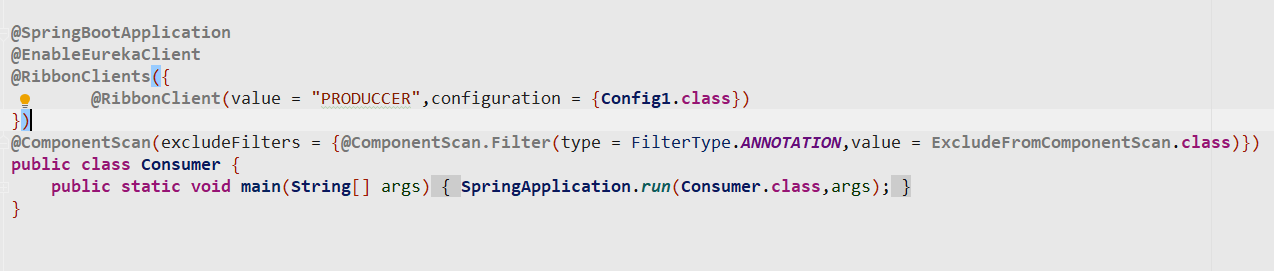 @SpringBootApplication
@EnableEurekaClient
@RibbonClients({
        @RibbonClient(value = "PRODUCCER",configuration = {Config1.class})
})
@ComponentScan(excludeFilters = {@ComponentScan.Filter(type = FilterType.ANNOTATION,value = ExcludeFromComponentScan.class)})
public class Consumer {
    public static void main(String[] args) { SpringApplication.run(Consumer.class,args); }
}